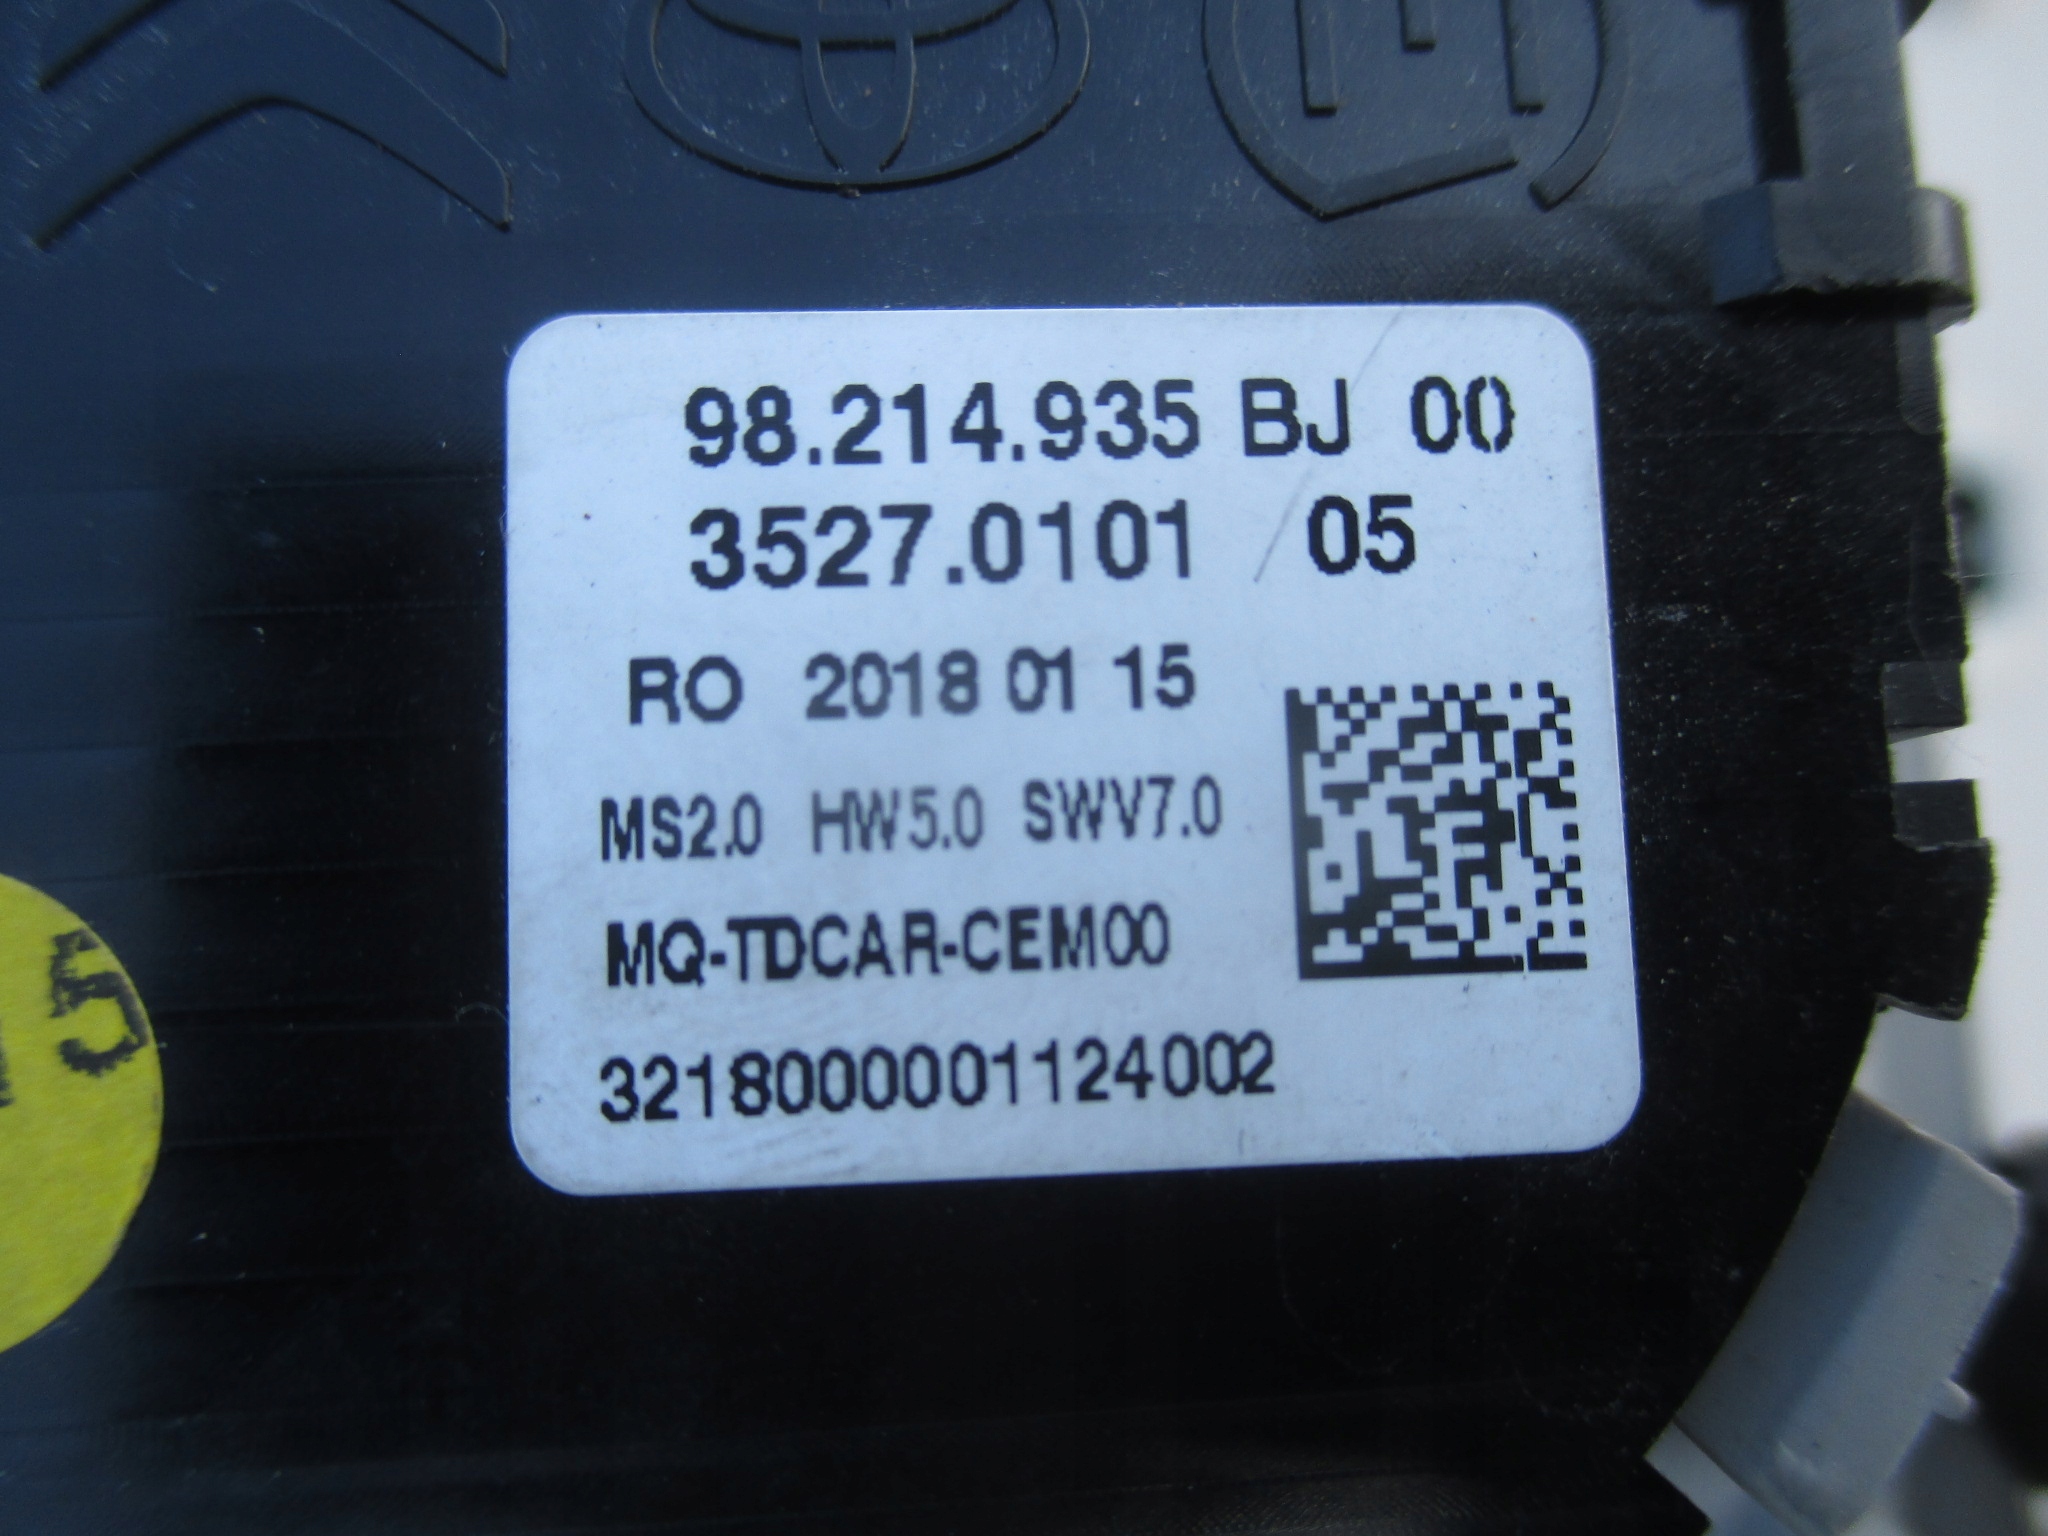 98.214.935 BJ 00
3527.0101 05
RO 2018 01 15
MS2.0 HW5.0 SWV7.0
MQ-TDCAR-CEM00
3218000001124002
15